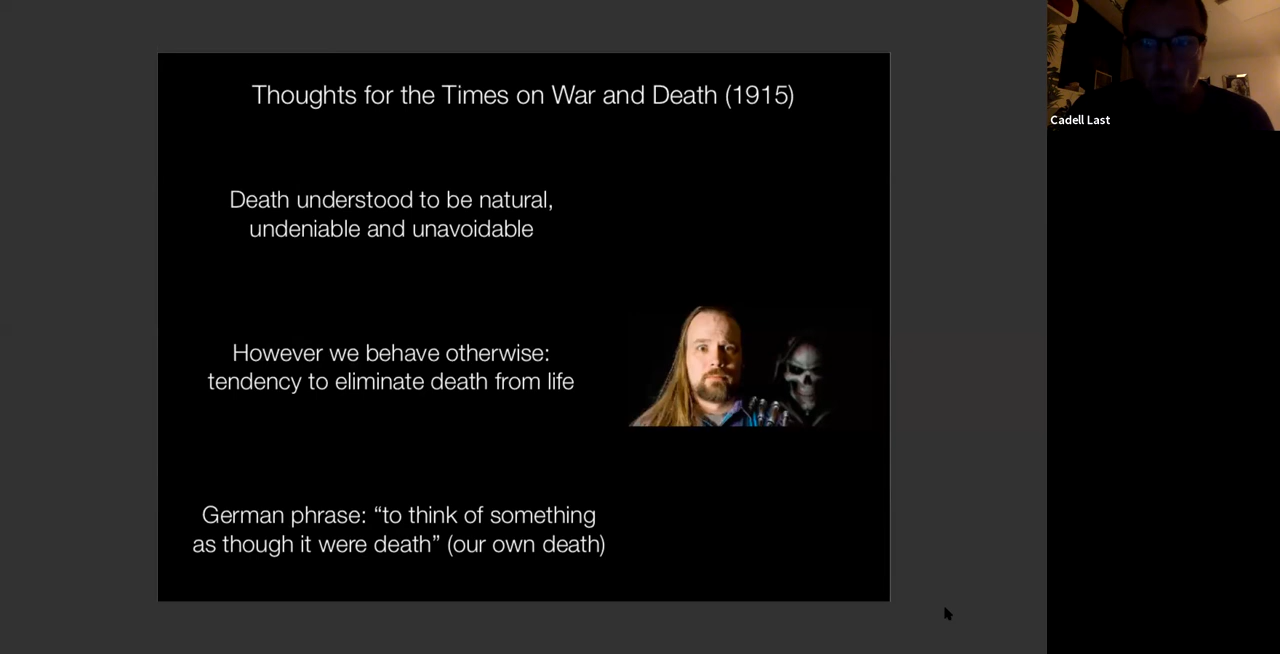 Thoughts for the Times on War and Death (1915)
Death understood to be natural,
undeniable and unavoidable
However we behave otherwise:
tendency to eliminate death from life
German phrase: “to think of something
as though it were death” (our own death)
Cadell Last